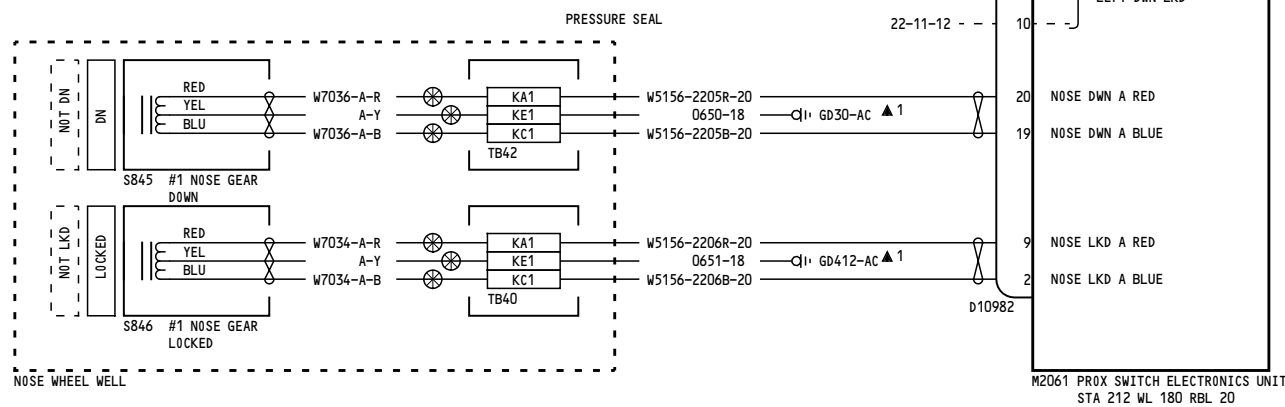 PRESSURE SEAL
22-11-12
10
NOT DN
DN
RED
YEL
BLU
W7036-A-R
A-Y
W7036-A-B
KA1
KE1
KC1
TB42
W5156-2205R-20
0650-18
W5156-2205B-20
GD30-AC 1
20 NOSE DWN A RED
19 NOSE DWN A BLUE
S845 #1 NOSE GEAR
DOWN
NOT LKD
LOCKED
RED
YEL
BLU
W7034-A-R
A-Y
W7034-A-B
KA1
KE1
KC1
TB40
W5156-2206R-20
0651-18
W5156-2206B-20
GD412-AC 1
9 NOSE LKD A RED
2 NOSE LKD A BLUE
D10982
S846 #1 NOSE GEAR
LOCKED
NOSE WHEEL WELL
M2061 PROX SWITCH ELECTRONICS UNIT
STA 212 WL 180 RBL 20